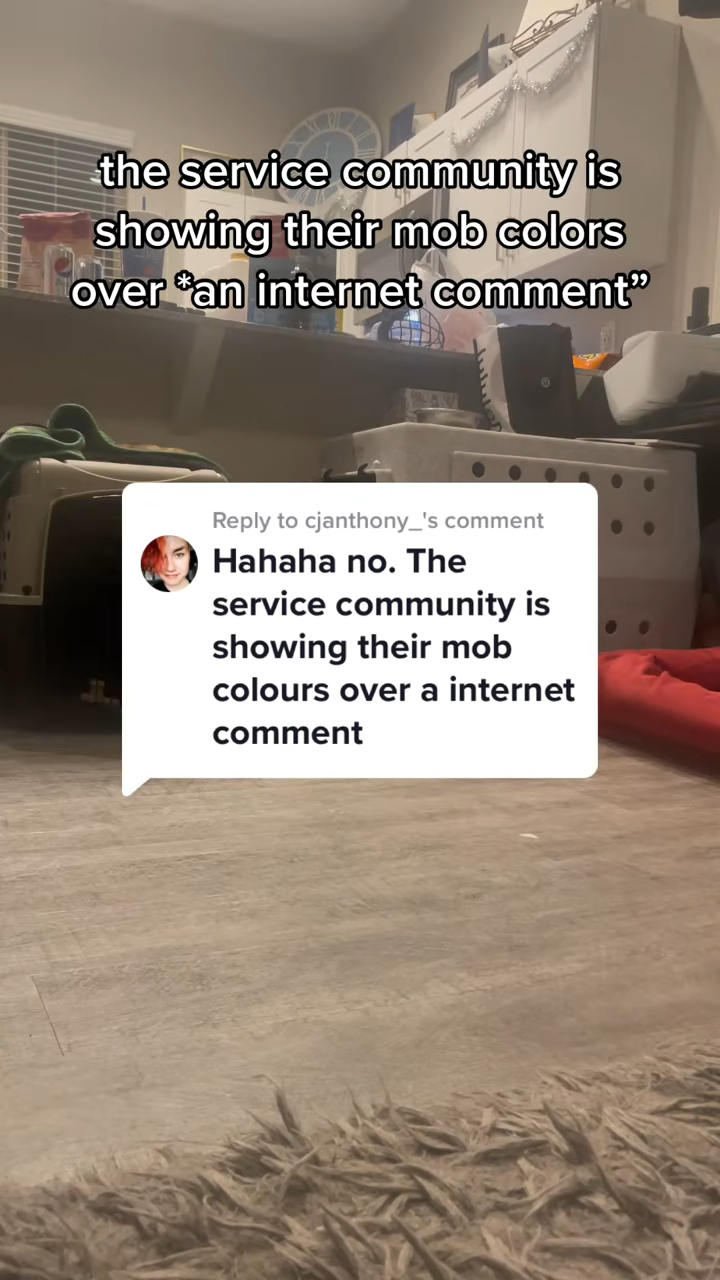 the service community is
showing their mob colors
over *an internet comment”
Reply to cjanthony_'s comment
Hahaha no. The
service community is
showing their mob
colours over a internet
comment